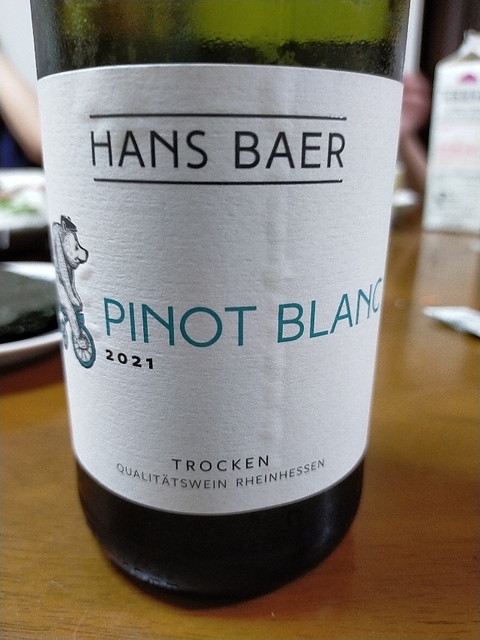 HANS BAER
PINOT BLANC
2021
TROCKEN
QUALITÄTSWEIN RHEINHESSEN